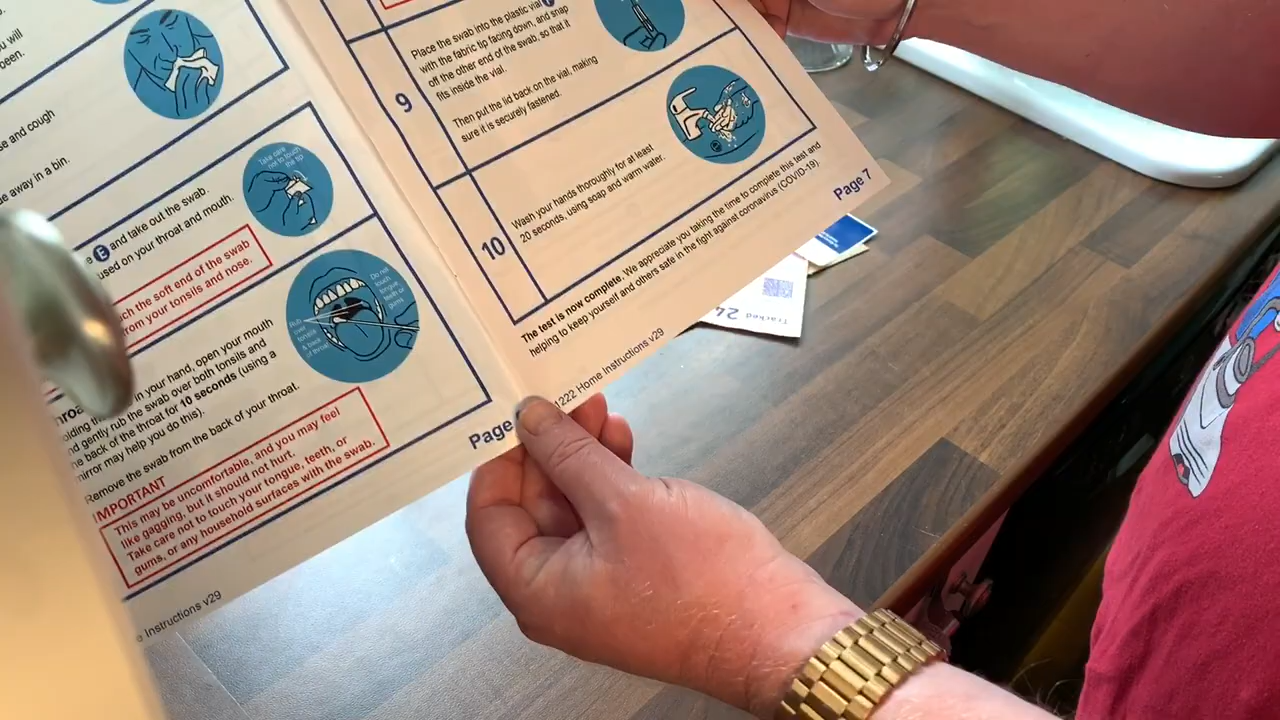 you will
been.
se and cough
e away in a bin.
Take care
not to touch
the tip
e E and take out the swab.
used on your throat and mouth.
ch the soft end of the swab
from your tonsils and nose.
in your hand, open your mouth
nd gently rub the swab over both tonsils and
he back of the throat for 10 seconds (using a
mirror may help you do this).
Do not
touch
tongue
teeth or
gums
Rub
over
tonsils
& back
of throat
Remove the swab from the back of your throat.
IMPORTANT
This may be uncomfortable, and you may feel
like gagging, but it should not hurt.
Take care not to touch your tongue, teeth, or
gums, or any household surfaces with the swab.
Page
Instructions v29
9
Place the swab into the plastic vial
with the fabric tip facing down, and snap
off the other end of the swab, so that it
fits inside the vial.
Then put the lid back on the vial, making
sure it is securely fastened.
10
Wash your hands thoroughly for at least
20 seconds, using soap and warm water.
The test is now complete. We appreciate you taking the time to complete this test and
helping to keep yourself and others safe in the fight against coronavirus (COVID-19).
1222 Home Instructions v29
Page 7
Tracked 24